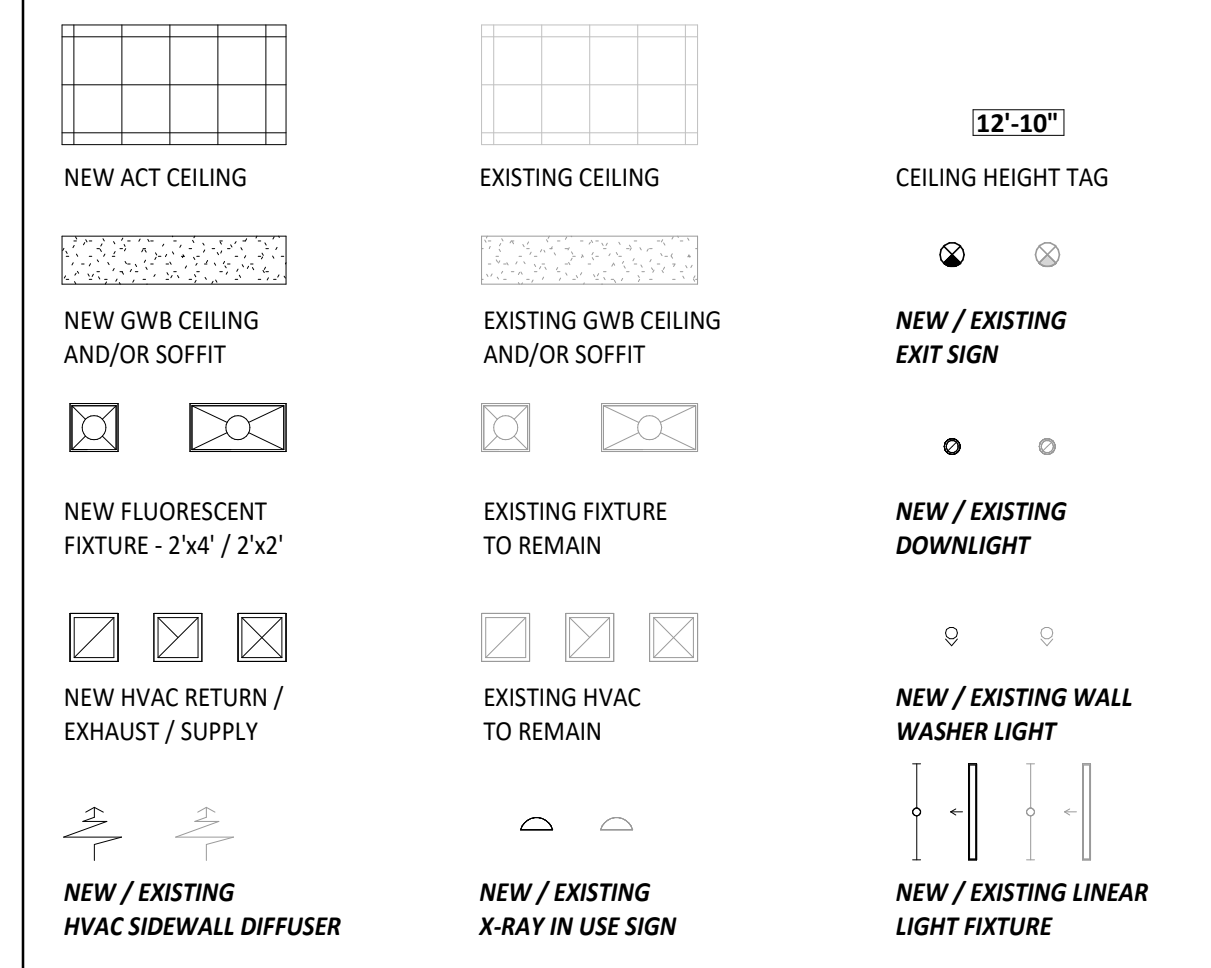 12'-10"
NEW ACT CEILING
EXISTING CEILING
CEILING HEIGHT TAG
NEW GWB CEILING
AND/OR SOFFIT
EXISTING GWB CEILING
AND/OR SOFFIT
NEW / EXISTING
EXIT SIGN
NEW FLUORESCENT
FIXTURE - 2'x4' / 2'x2'
EXISTING FIXTURE
TO REMAIN
NEW / EXISTING
DOWNLIGHT
NEW HVAC RETURN /
EXHAUST / SUPPLY
EXISTING HVAC
TO REMAIN
NEW / EXISTING WALL
WASHER LIGHT
NEW / EXISTING
HVAC SIDEWALL DIFFUSER
NEW / EXISTING
X-RAY IN USE SIGN
NEW / EXISTING LINEAR
LIGHT FIXTURE